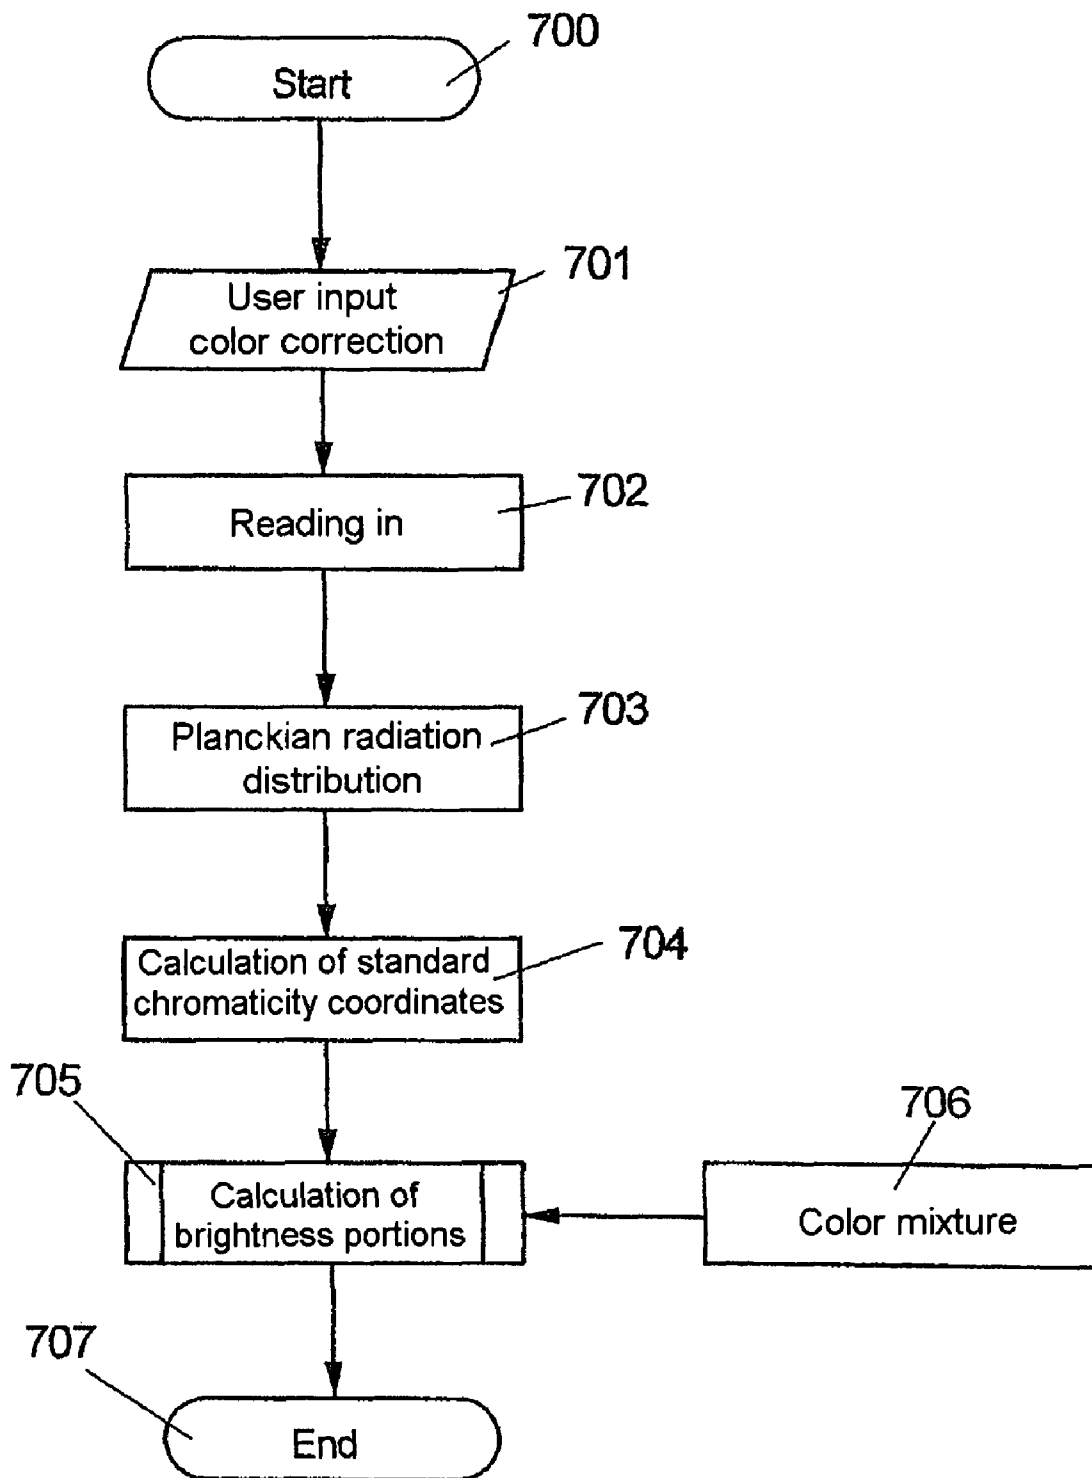 700
Start
701
User input
color correction
702
Reading in
703
Planckian radiation
distribution
704
Calculation of standard
chromaticity coordinates
705
706
Calculation of
brightness portions
Color mixture
707
End